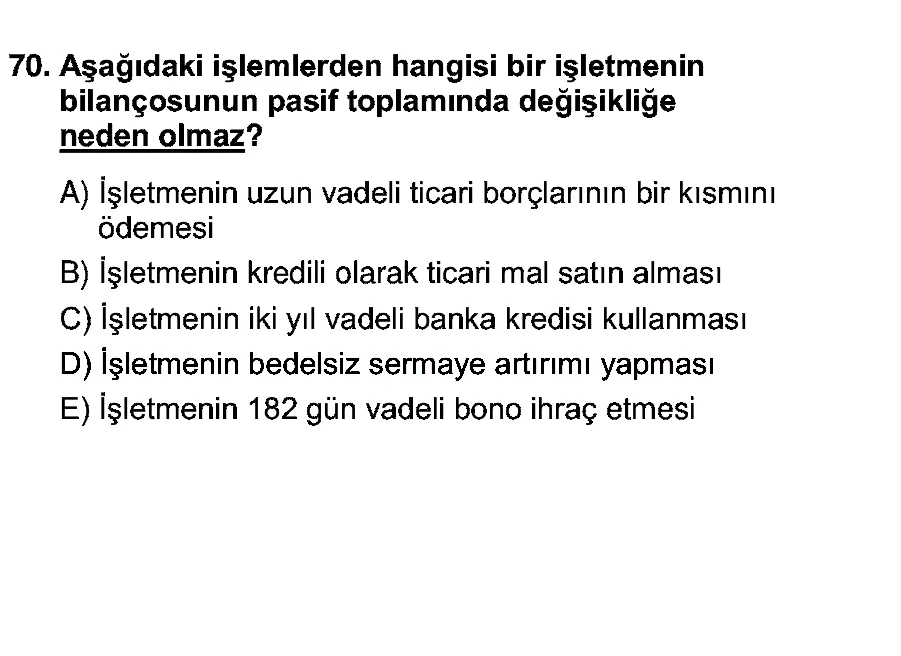 70. Aşağıdaki işlemlerden hangisi bir işletmenin
bilançosunun pasif toplamında değişikliğe
neden olmaz?
A) İşletmenin uzun vadeli ticari borçlarının bir kısmını
ödemesi
B) İşletmenin kredili olarak ticari mal satın alması
C) İşletmenin iki yıl vadeli banka kredisi kullanması
D) İşletmenin bedelsiz sermaye artırımı yapması
E) İşletmenin 182 gün vadeli bono ihraç etmesi